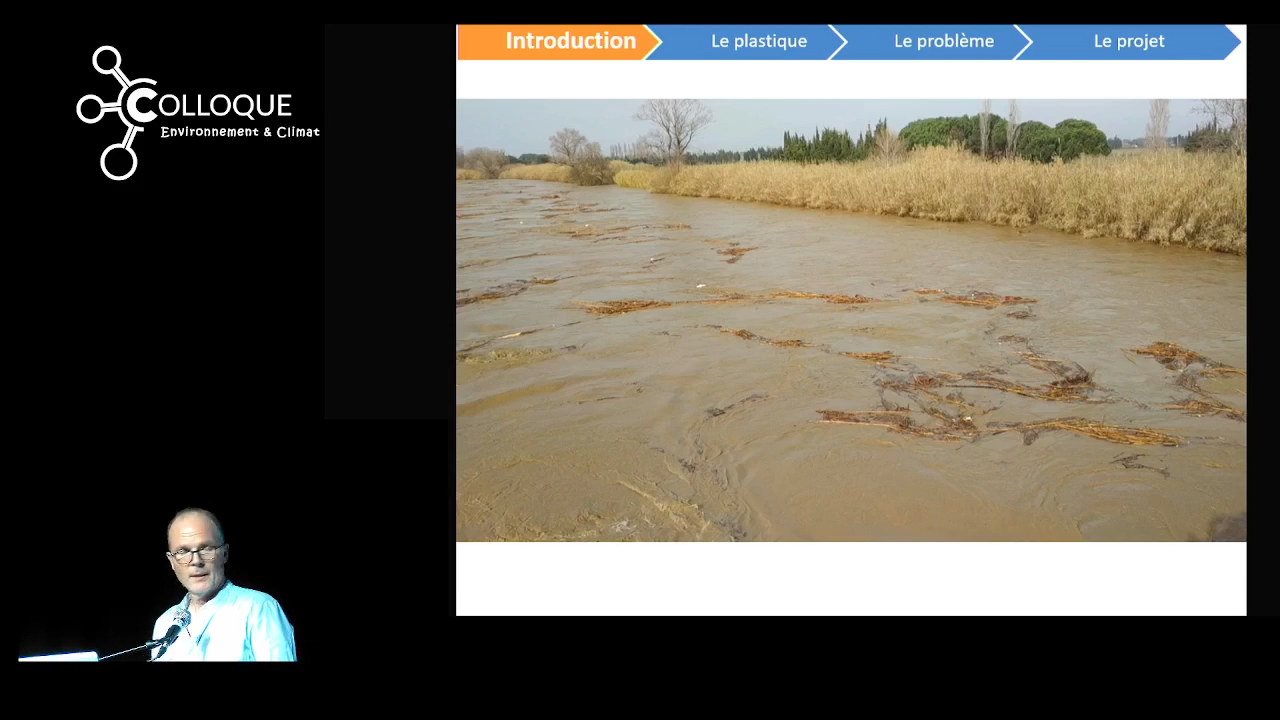 COLLOQUE
Environnement & Climat
Introduction
Le plastique
Le problème
Le projet